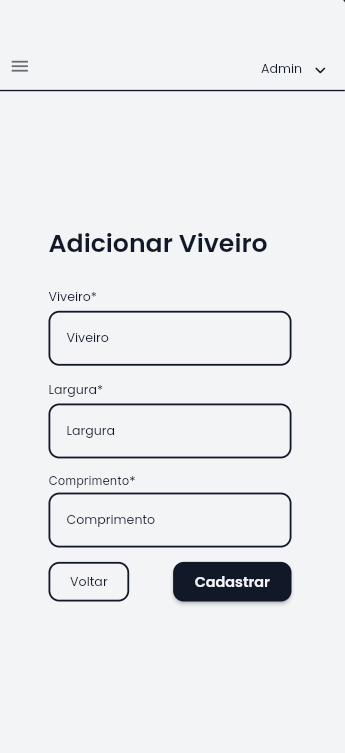 Admin
Adicionar Viveiro
Viveiro*
Viveiro
Largura*
Largura
Comprimento*
Comprimento
Voltar
Cadastrar